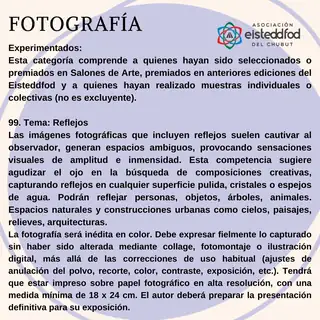 FOTOGRAFÍA
ASOCIACIÓN
eisteddfod
DEL CHUBUT
Experimentados:
Esta categoría comprende a quienes hayan sido seleccionados o
premiados en Salones de Arte, premiados en anteriores ediciones del
Eisteddfod y a quienes hayan realizado muestras individuales o
colectivas (no es excluyente).
99. Tema: Reflejos
Las imágenes fotográficas que incluyen reflejos suelen cautivar al
observador, generan espacios ambiguos, provocando sensaciones
visuales de amplitud e inmensidad. Esta competencia sugiere
agudizar el ojo en la búsqueda de composiciones creativas,
capturando reflejos en cualquier superficie pulida, cristales o espejos
de agua. Podrán reflejar personas, objetos, árboles, animales.
Espacios naturales y construcciones urbanas como cielos, paisajes,
relieves, arquitecturas.
La fotografía será inédita en color. Debe expresar fielmente lo capturado
sin haber sido alterada mediante collage, fotomontaje o ilustración
digital, más allá de las correcciones de uso habitual (ajustes de
anulación del polvo, recorte, color, contraste, exposición, etc.). Tendrá
que estar impreso sobre papel fotográfico en alta resolución, con una
medida mínima de 18 x 24 cm. El autor deberá preparar la presentación
definitiva para su exposición.